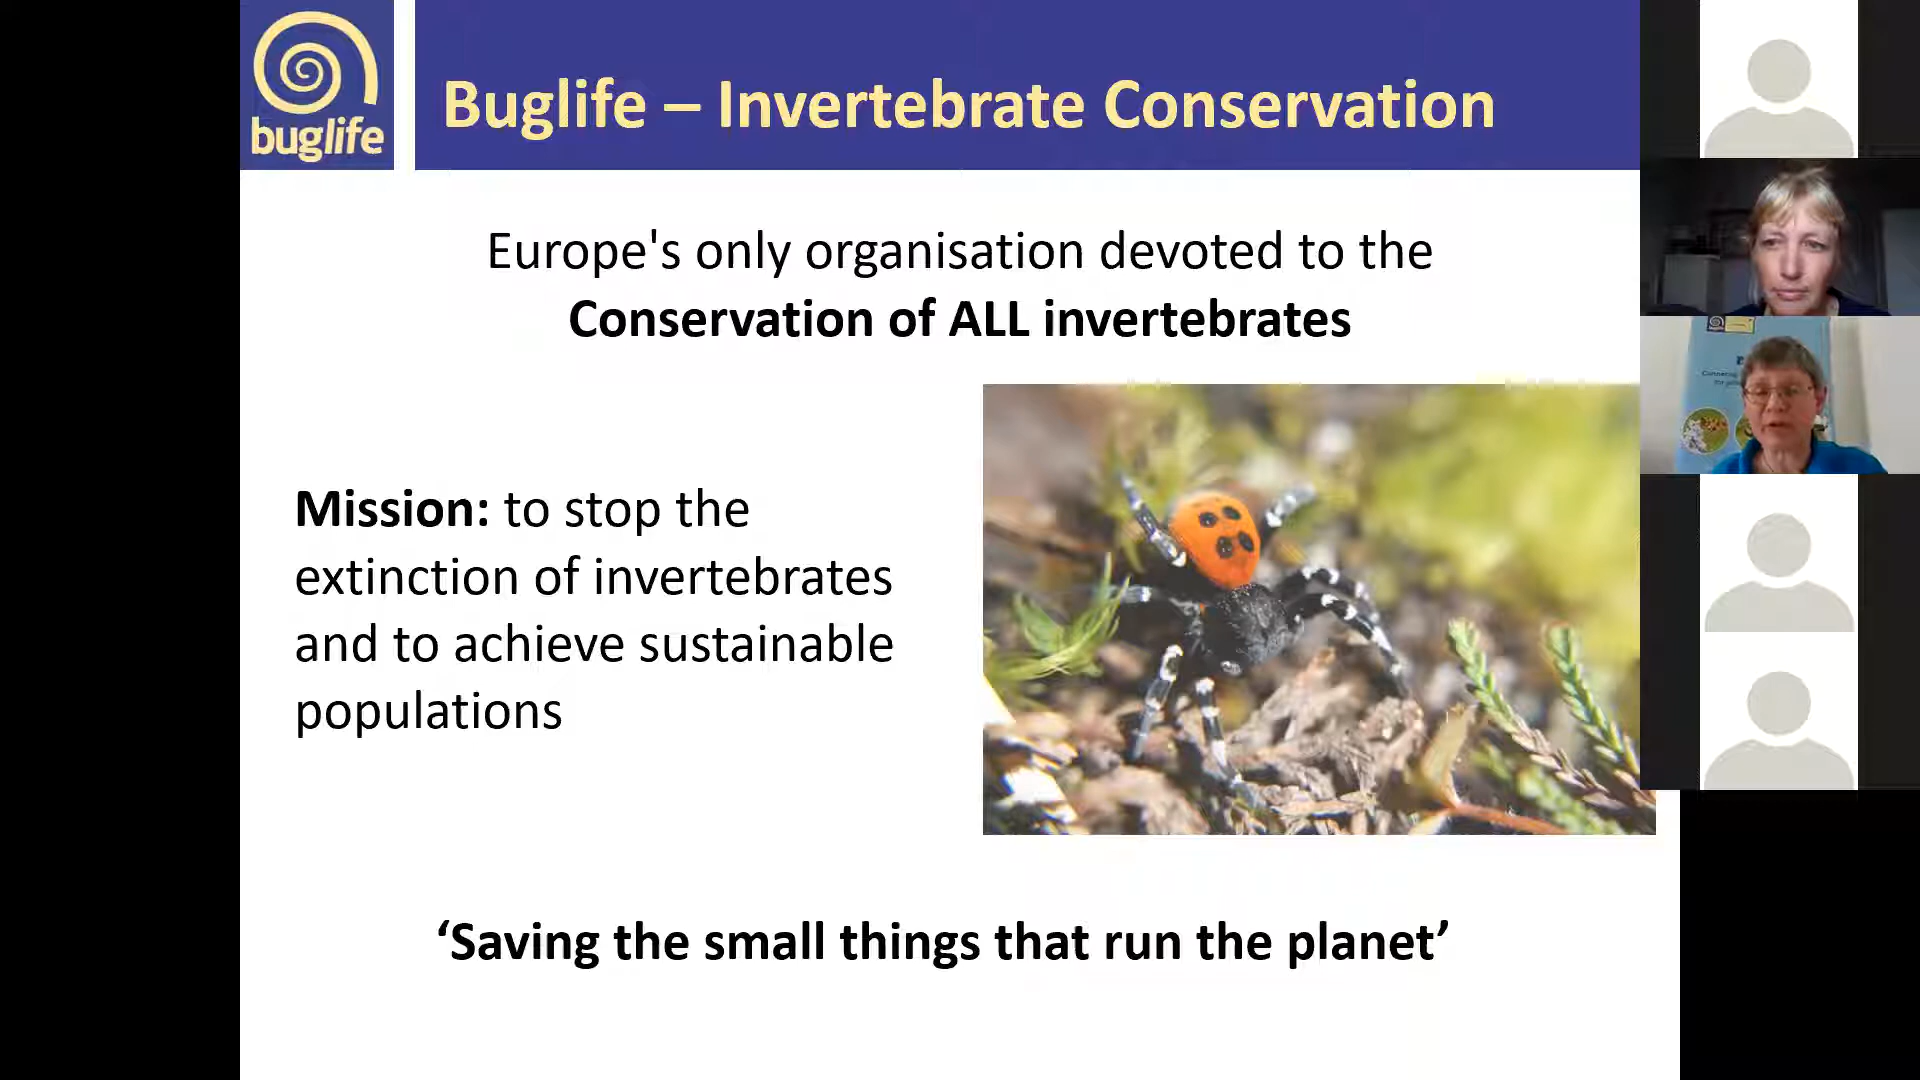 buglife
Buglife – Invertebrate Conservation
Europe's only organisation devoted to the
Conservation of ALL invertebrates
Mission: to stop the
extinction of invertebrates
and to achieve sustainable
populations
‘Saving the small things that run the planet’